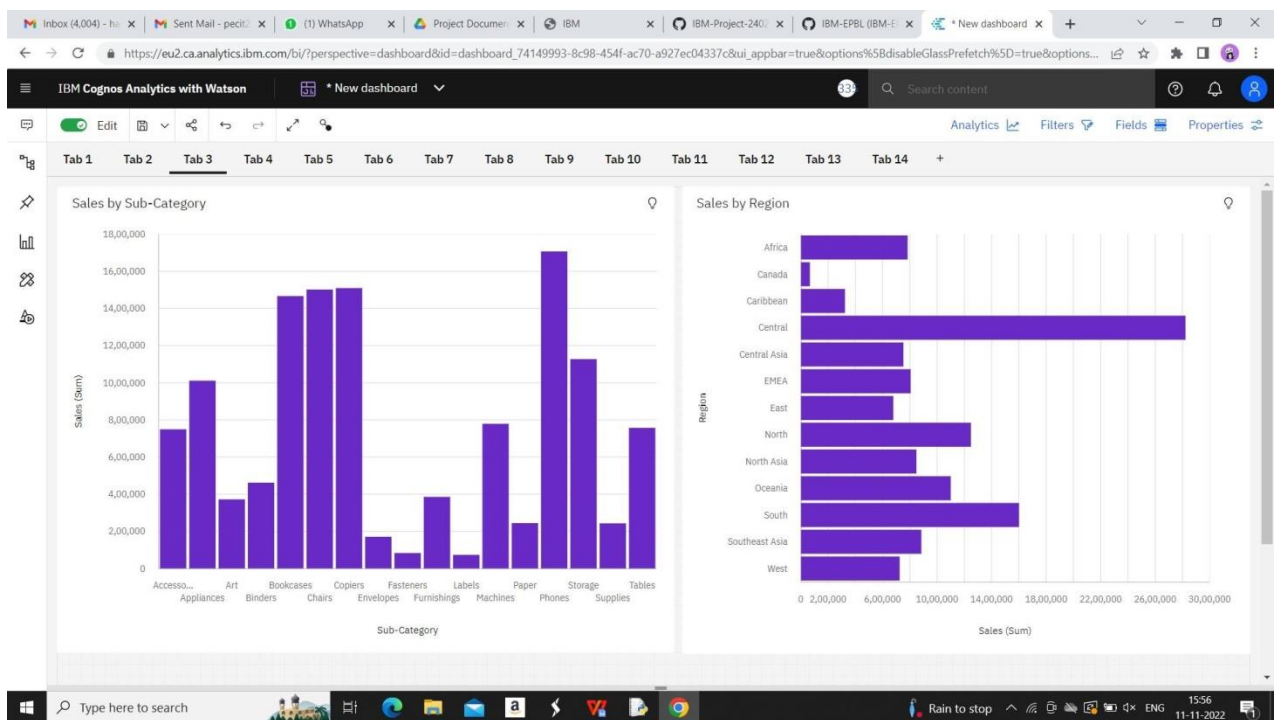 Inbox (4,004) - ha
Sent Mail - pecit2
(1) WhatsApp
Project Documen
IBM
IBM-Project-2402
IBM-EPBL (IBM-E
* New dashboard
https://eu2.ca.analytics.ibm.com/bi/?perspective=dashboard&id=dashboard_74149993-8c98-454f-ac70-a927ec04337c&ui_appbar=true&options%5BdisableGlassPrefetch%5D=true&options...
IBM Cognos Analytics with Watson
* New dashboard
Search content
Edit
Analytics
Filters
Fields
Properties
Tab 1 Tab 2 Tab 3 Tab 4 Tab 5 Tab 6 Tab 7 Tab 8 Tab 9 Tab 10 Tab 11 Tab 12 Tab 13 Tab 14 +
Sales by Sub-Category
18,00,000
16,00,000
14,00,000
12,00,000
10,00,000
8,00,000
6,00,000
4,00,000
2,00,000
0
Sales (Sum)
Accesso... Art Bookcases Copiers Fasteners Labels Paper Storage Tables
Appliances Binders Chairs Envelopes Furnishings Machines Phones Supplies
Sub-Category
Sales by Region
Region
Africa
Canada
Caribbean
Central
Central Asia
EMEA
East
North
North Asia
Oceania
South
Southeast Asia
West
0 2,00,000 6,00,000 10,00,000 14,00,000 18,00,000 22,00,000 26,00,000 30,00,000
Sales (Sum)
Type here to search
a
Rain to stop
ENG
15:56
11-11-2022